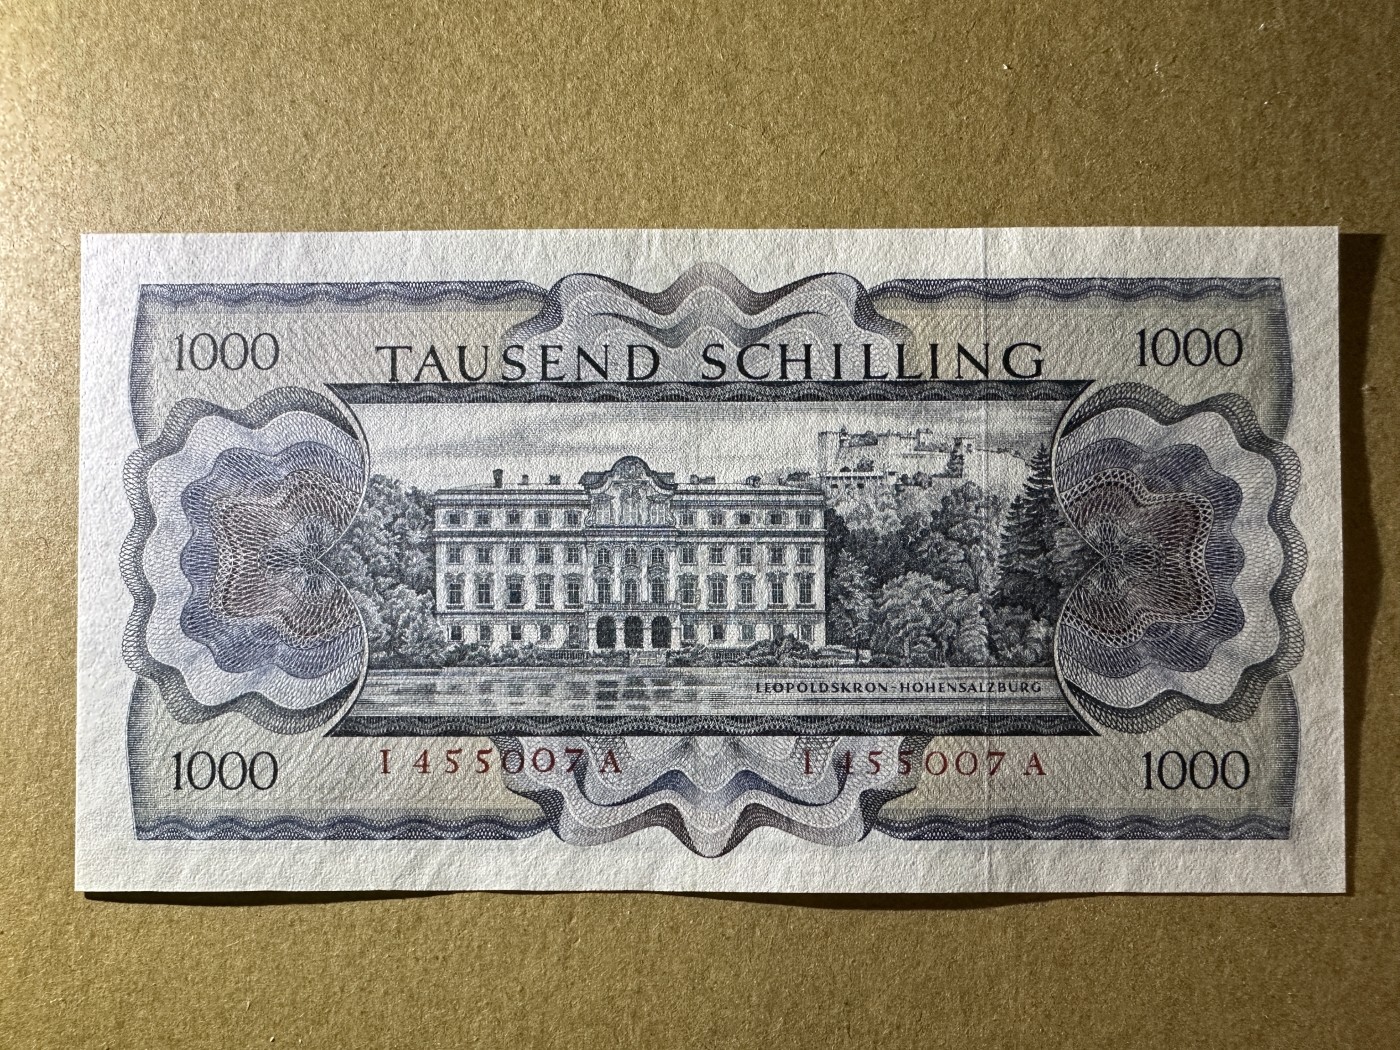 1000 TAUSEND SCHILLING 1000
LEOPOLDSKRON-HOHENSALZBURG
I 455007 A I 455007 A
1000 1000